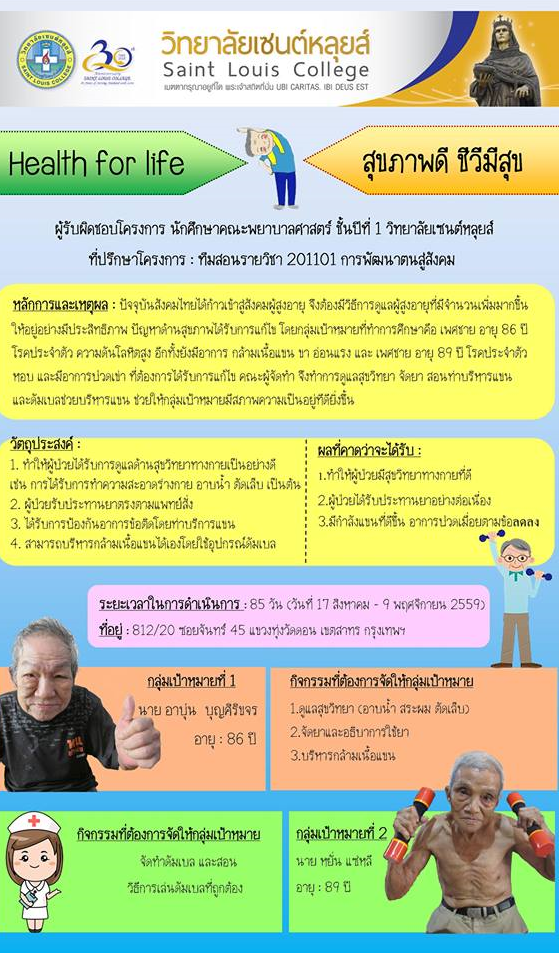 วิทยาลัยเซนต์หลุยส์
Saint Louis College
เมตตากรุณาอยู่ที่ใด พระเจ้าสถิตที่นั่น UBI CARITAS. IBI DEUS EST
วิทยาลัยเซนต์หลุยส์
SAINT LOUIS COLLEGE
30
SAINT LOUIS COLLEGE
Health for life
สุขภาพดี ชีวีมีสุข
ผู้รับผิดชอบโครงการ นักศึกษาคณะพยาบาลศาสตร์ ชั้นปีที่ 1 วิทยาลัยเซนต์หลุยส์
ที่ปรึกษาโครงการ : ทีมสอนรายวิชา 201101 การพัฒนาตนสู่สังคม
หลักการและเหตุผล : ปัจจุบันสังคมไทยได้ก้าวเข้าสู่สังคมผู้สูงอายุ จึงต้องมีวิธีการดูแลผู้สูงอายุที่มีจำนวนเพิ่มมากขึ้น
ให้อยู่อย่างมีประสิทธิภาพ ปัญหาด้านสุขภาพได้รับการแก้ไข โดยกลุ่มเป้าหมายที่ทำการศึกษาคือ เพศชาย อายุ 86 ปี
โรคประจำตัว ความดันโลหิตสูง อีกทั้งยังมีอาการ กล้ามเนื้อแขน ขา อ่อนแรง และ เพศชาย อายุ 89 ปี โรคประจำตัว
หอบ และมีอาการปวดเข่า ที่ต้องการได้รับการแก้ไข คณะผู้จัดทำ จึงทำการดูแลสุขวิทยา จัดยา สอนท่าบริหารแขน
และดัมเบลช่วยบริหารแขน ช่วยให้กลุ่มเป้าหมายมีสภาพความเป็นอยู่ที่ดียิ่งขึ้น
วัตถุประสงค์ :
1. ทำให้ผู้ป่วยได้รับการดูแลด้านสุขวิทยาทางกายเป็นอย่างดี
เช่น การได้รับการทำความสะอาดร่างกาย อาบน้ำ ตัดเล็บ เป็นต้น
2. ผู้ป่วยรับประทานยาตรงตามแพทย์สั่ง
3. ได้รับการป้องกันอาการข้อติดโดยท่าบริการแขน
4. สามารถบริหารกล้ามเนื้อแขนได้เองโดยใช้อุปกรณ์ดัมเบล
ผลที่คาดว่าจะได้รับ :
1.ทำให้ผู้ป่วยมีสุขวิทยาทางกายที่ดี
2.ผู้ป่วยได้รับประทานยาอย่างต่อเนื่อง
3.มีกำลังแขนที่ดีขึ้น อาการปวดเมื่อยตามข้อลดลง
ระยะเวลาในการดำเนินการ : 85 วัน (วันที่ 17 สิงหาคม - 9 พฤศจิกายน 2559)
ที่อยู่ : 812/20 ซอยจันทร์ 45 แขวงทุ่งวัดดอน เขตสาทร กรุงเทพฯ
กลุ่มเป้าหมายที่ 1
นาย อาปุ่น บุญศิริขจร
อายุ : 86 ปี
กิจกรรมที่ต้องการจัดให้กลุ่มเป้าหมาย
1.ดูแลสุขวิทยา (อาบน้ำ สระผม ตัดเล็บ)
2.จัดยาและอธิบาการใช้ยา
3.บริหารกล้ามเนื้อแขน
กิจกรรมที่ต้องการจัดให้กลุ่มเป้าหมาย
จัดทำดัมเบล และสอน
วิธีการเล่นดัมเบลที่ถูกต้อง
กลุ่มเป้าหมายที่ 2
นาย หยิ่น แซ่หลี
อายุ : 89 ปี